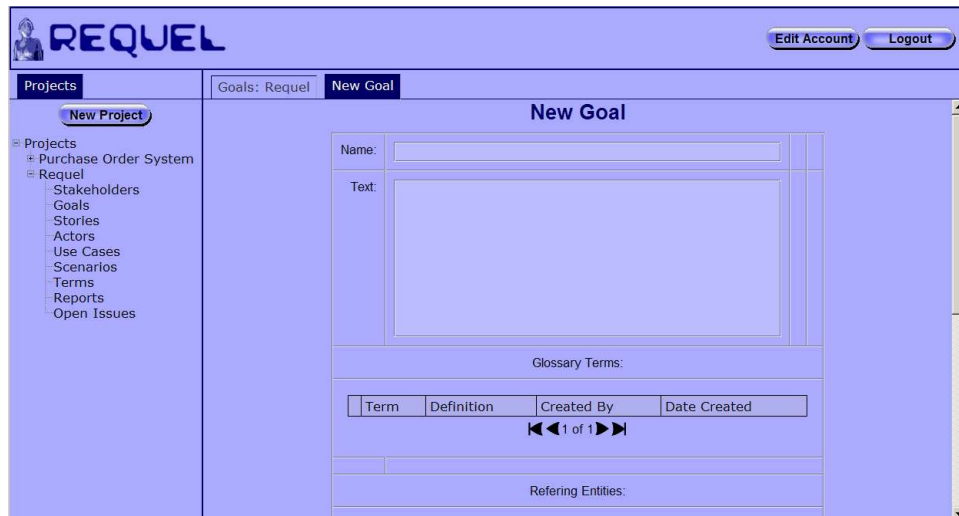 REQUEL
Edit Account
Logout
Projects
Goals: Requel
New Goal
New Project
Projects
Purchase Order System
Requel
Stakeholders
Goals
Stories
Actors
Use Cases
Scenarios
Terms
Reports
Open Issues
New Goal
Name:
Text:
Glossary Terms:
Term Definition Created By Date Created
1 of 1
Refering Entities: